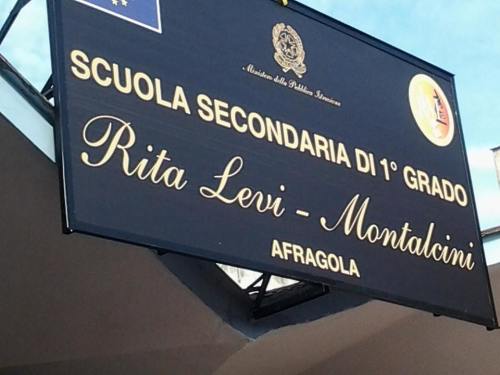 Ministero della Pubblica Istruzione
SCUOLA SECONDARIA DI 1° GRADO
Rita Levi - Montalcini
AFRAGOLA